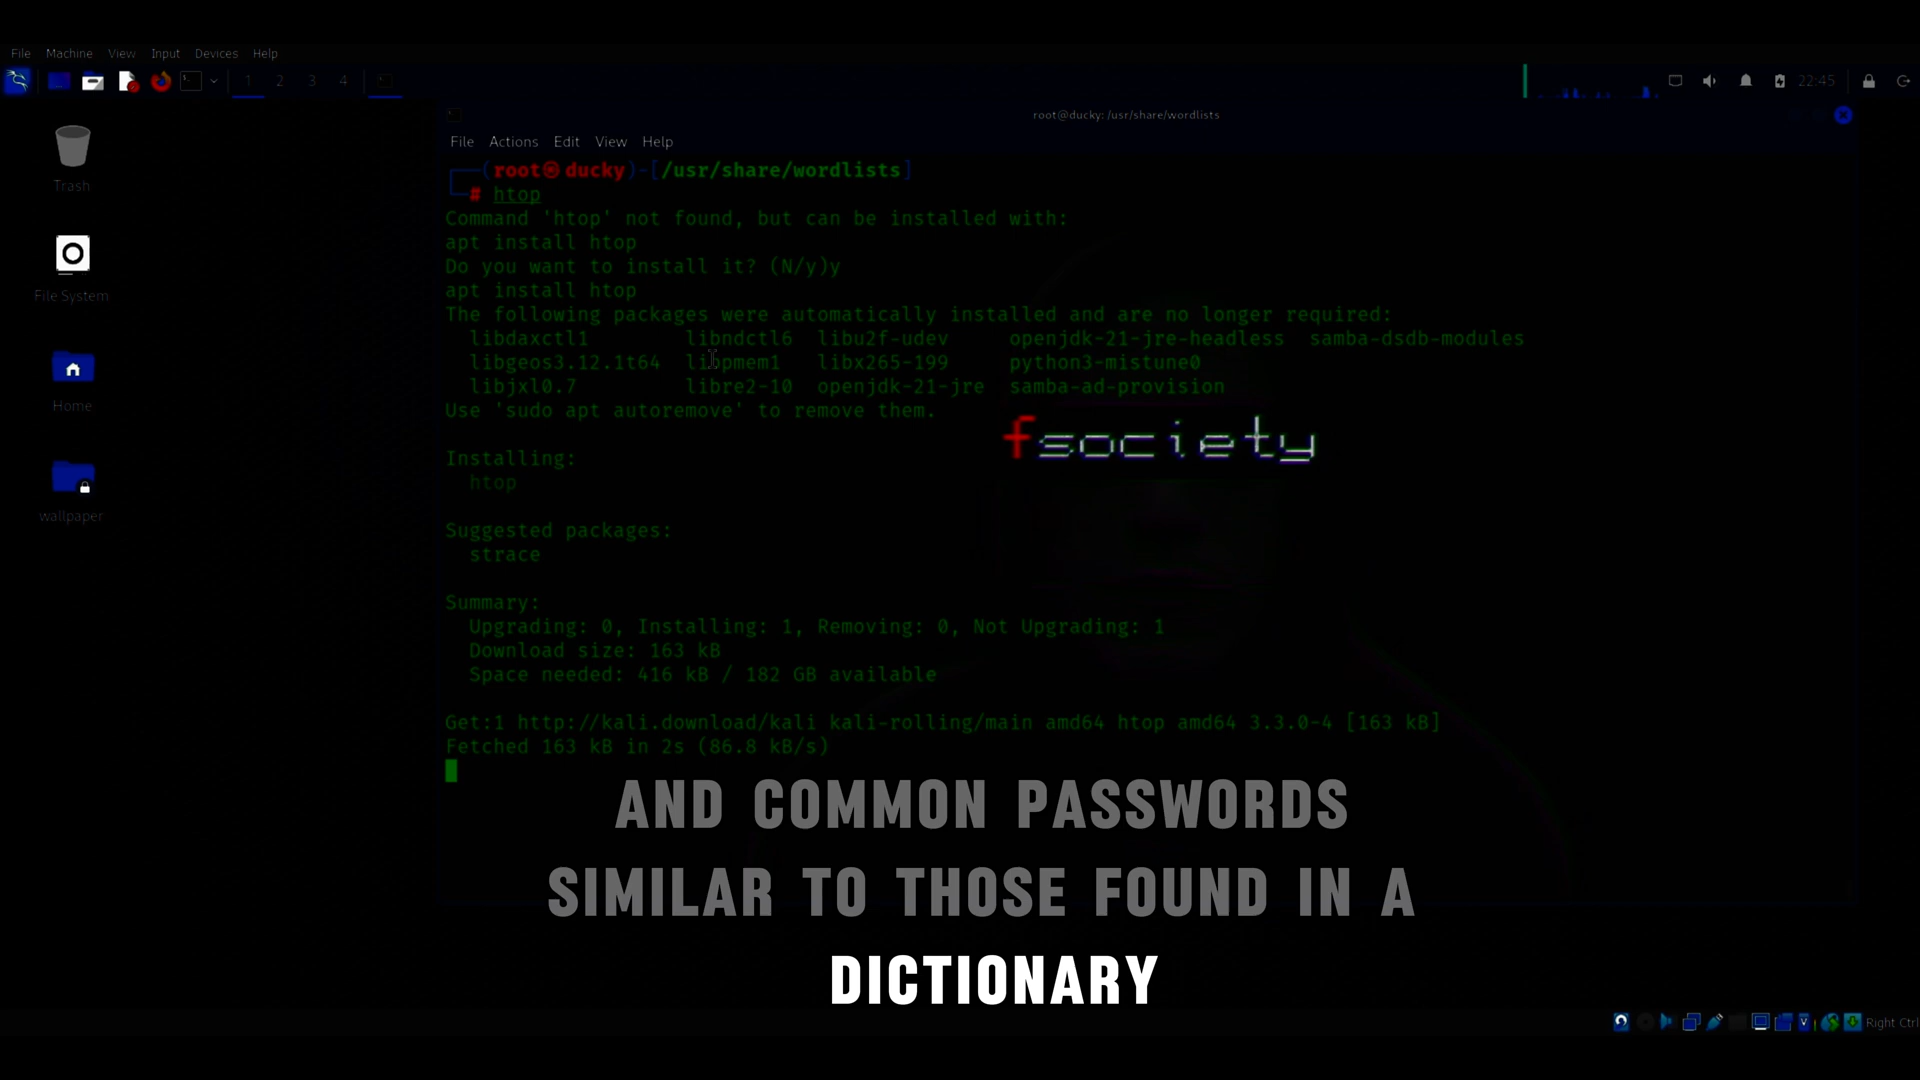 File Machine View Input Devices Help
1 2 3 4 22:45
root@ducky: /usr/share/wordlists
File Actions Edit View Help
Trash
File System
Home
wallpaper
(root㉿ducky)-[/usr/share/wordlists]
# htop
Command 'htop' not found, but can be installed with:
apt install htop
Do you want to install it? (N/y)y
apt install htop
The following packages were automatically installed and are no longer required:
libdaxctl1 libndctl6 libu2f-udev openjdk-21-jre-headless samba-dsdb-modules
libgeos3.12.1t64 libpmem1 libx265-199 python3-mistune0
libjxl0.7 libre2-10 openjdk-21-jre samba-ad-provision
Use 'sudo apt autoremove' to remove them.
fsociety
Installing:
htop
Suggested packages:
strace
Summary:
Upgrading: 0, Installing: 1, Removing: 0, Not Upgrading: 1
Download size: 163 kB
Space needed: 416 kB / 182 GB available
Get:1 http://kali.download/kali kali-rolling/main amd64 htop amd64 3.3.0-4 [163 kB]
Fetched 163 kB in 2s (86.8 kB/s)
AND COMMON PASSWORDS
SIMILAR TO THOSE FOUND IN A
DICTIONARY
Right Ctrl